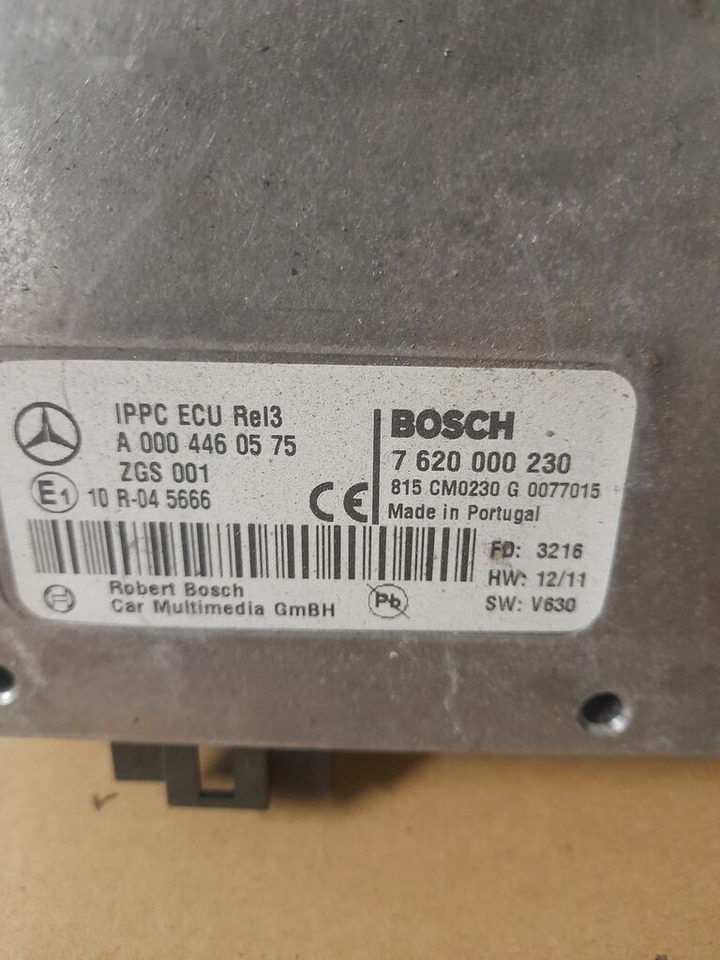 IPPC ECU Rel3
A 000 446 05 75
ZGS 001
E1 10 R-04 5666
CE
BOSCH
7 620 000 230
815 CM0230 G 0077015
Made in Portugal
FD: 3216
HW: 12/11
SW: V630
Robert Bosch
Car Multimedia GmBH
Pb